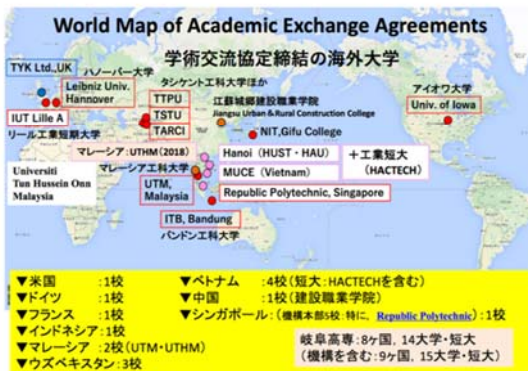 World Map of Academic Exchange Agreements
学術交流協定締結の海外大学
TYK Ltd.,UK
ハノーバー大学
Leibniz Univ.
Hannover
IUT Lille A
リール工業短期大学
タシケント工科大学ほか
TTPU
TSTU
TARCI
江蘇城郷建設職業学院
Jiangsu Urban & Rural Construction College
NIT,Gifu College
アイオワ大学
Univ. of Iowa
マレーシア:UTHM(2018)
Universiti
Tun Hussein Onn
Malaysia
マレーシア工科大学
UTM,
Malaysia
Hanoi(HUST・HAU)
MUCE(Vietnam)
+工業短大
(HACTECH)
Republic Polytechnic, Singapore
ITB, Bandung
バンドン工科大学
▼米国 :1校
▼ドイツ :1校
▼フランス :1校
▼インドネシア:1校
▼マレーシア :2校(UTM・UTHM)
▼ウズベキスタン:3校
▼ベトナム :4校(短大:HACTECHを含む)
▼中国 :1校(建設職業学院)
▼シンガポール:(機構本部5校:特に, Republic Polytechnic):1校
岐阜高専:8ヶ国, 14大学・短大
(機構を含む:9ヶ国, 15大学・短大)